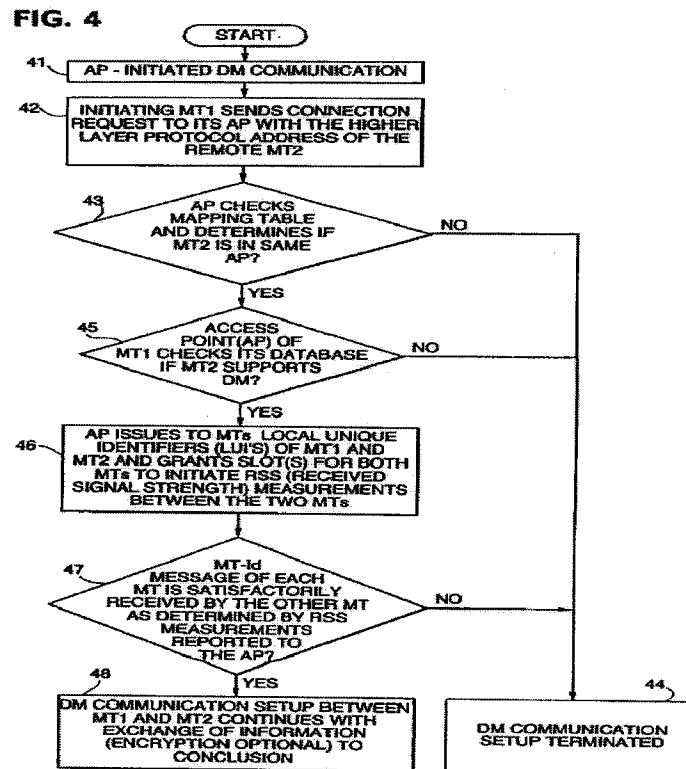 FIG. 4
START
41
AP - INITIATED DM COMMUNICATION
42
INITIATING MT1 SENDS CONNECTION
REQUEST TO ITS AP WITH THE HIGHER
LAYER PROTOCOL ADDRESS OF THE
REMOTE MT2
43
AP CHECKS
MAPPING TABLE
AND DETERMINES IF
MT2 IS IN SAME
AP?
NO
YES
45
ACCESS
POINT(AP) OF
MT1 CHECKS ITS DATABASE
IF MT2 SUPPORTS
DM?
NO
YES
46
AP ISSUES TO MTs LOCAL UNIQUE
IDENTIFIERS (LUI'S) OF MT1 AND
MT2 AND GRANTS SLOT(S) FOR BOTH
MTs TO INITIATE RSS (RECEIVED
SIGNAL STRENGTH) MEASUREMENTS
BETWEEN THE TWO MTs
47
MT-Id
MESSAGE OF EACH
MT IS SATISFACTORILY
RECEIVED BY THE OTHER MT
AS DETERMINED BY RSS
MEASUREMENTS
REPORTED TO
THE AP?
NO
YES
48
DM COMMUNICATION SETUP BETWEEN
MT1 AND MT2 CONTINUES WITH
EXCHANGE OF INFORMATION
(ENCRYPTION OPTIONAL) TO
CONCLUSION
44
DM COMMUNICATION
SETUP TERMINATED